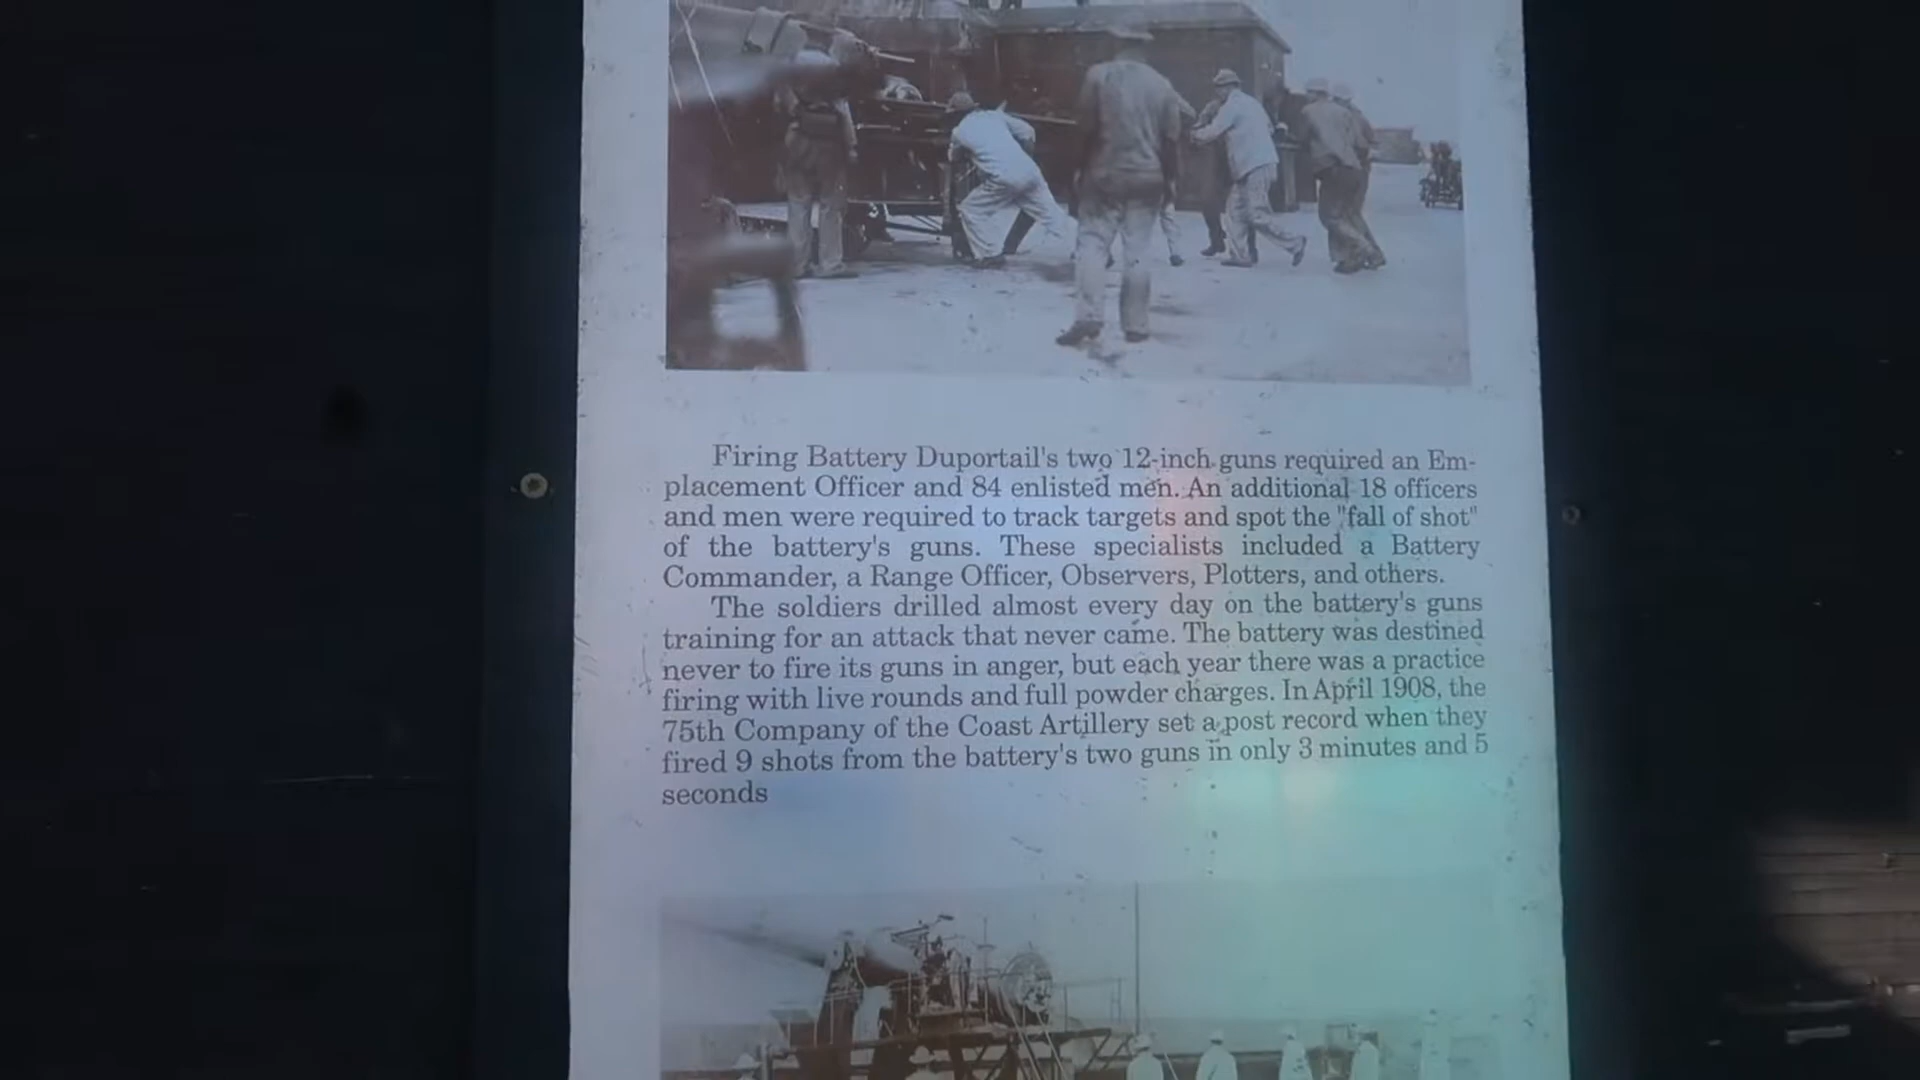 Firing Battery Duportail's two 12-inch guns required an Em-
placement Officer and 84 enlisted men. An additional 18 officers
and men were required to track targets and spot the "fall of shot"
of the battery's guns. These specialists included a Battery
Commander, a Range Officer, Observers, Plotters, and others.
The soldiers drilled almost every day on the battery's guns
training for an attack that never came. The battery was destined
never to fire its guns in anger, but each year there was a practice
firing with live rounds and full powder charges. In April 1908, the
75th Company of the Coast Artillery set a post record when they
fired 9 shots from the battery's two guns in only 3 minutes and 5
seconds